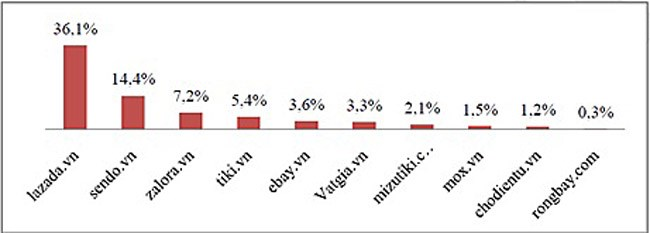 36,1%
14,4%
7,2%
5,4%
3,6%
3,3%
2,1%
1,5%
1,2%
0,3%
lazada.vn
sendo.vn
zalora.vn
tiki.vn
ebay.vn
Vatgia.vn
mizutiki.c..
mox.vn
chodientu.vn
rongbay.com